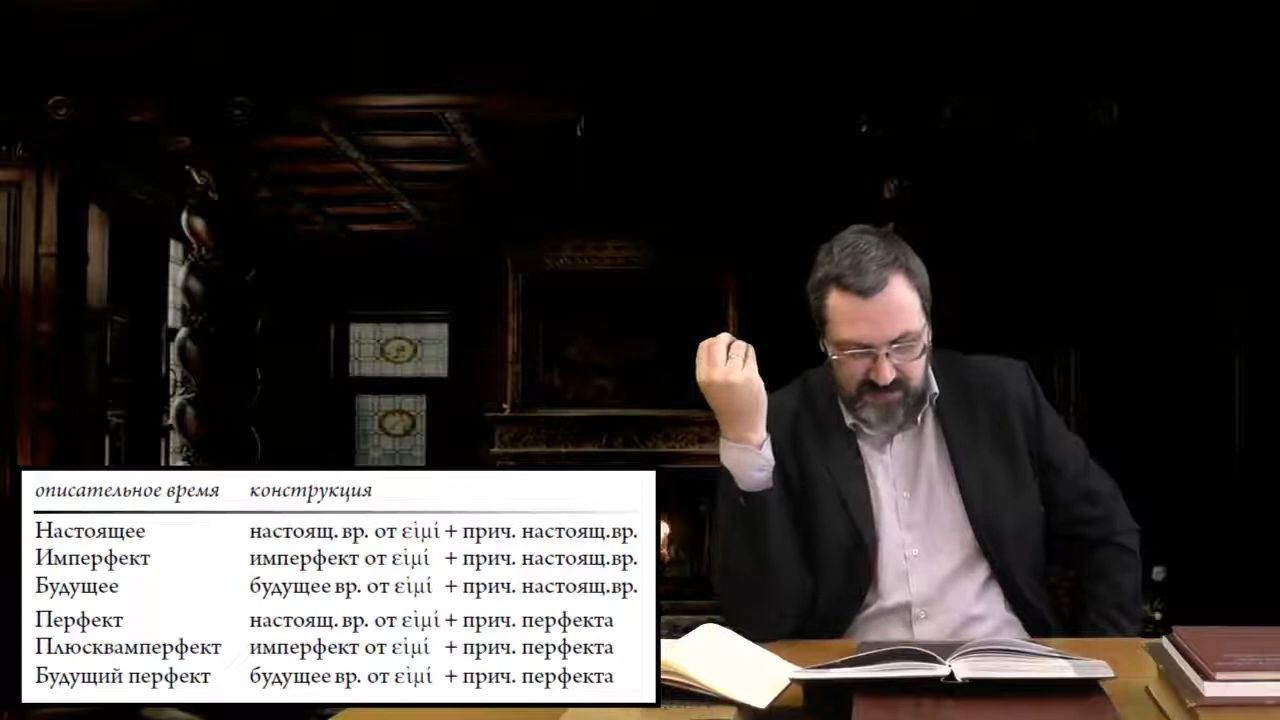 описательное время конструкция
Настоящее настоящ. вр. от εἰμί + прич. настоящ.вр.
Имперфект имперфект от εἰμί + прич. настоящ.вр.
Будущее будущее вр. от εἰμί + прич. настоящ.вр.
Перфект настоящ. вр. от εἰμί + прич. перфекта
Плюсквамперфект имперфект от εἰμί + прич. перфекта
Будущий перфект будущее вр. от εἰμί + прич. перфекта